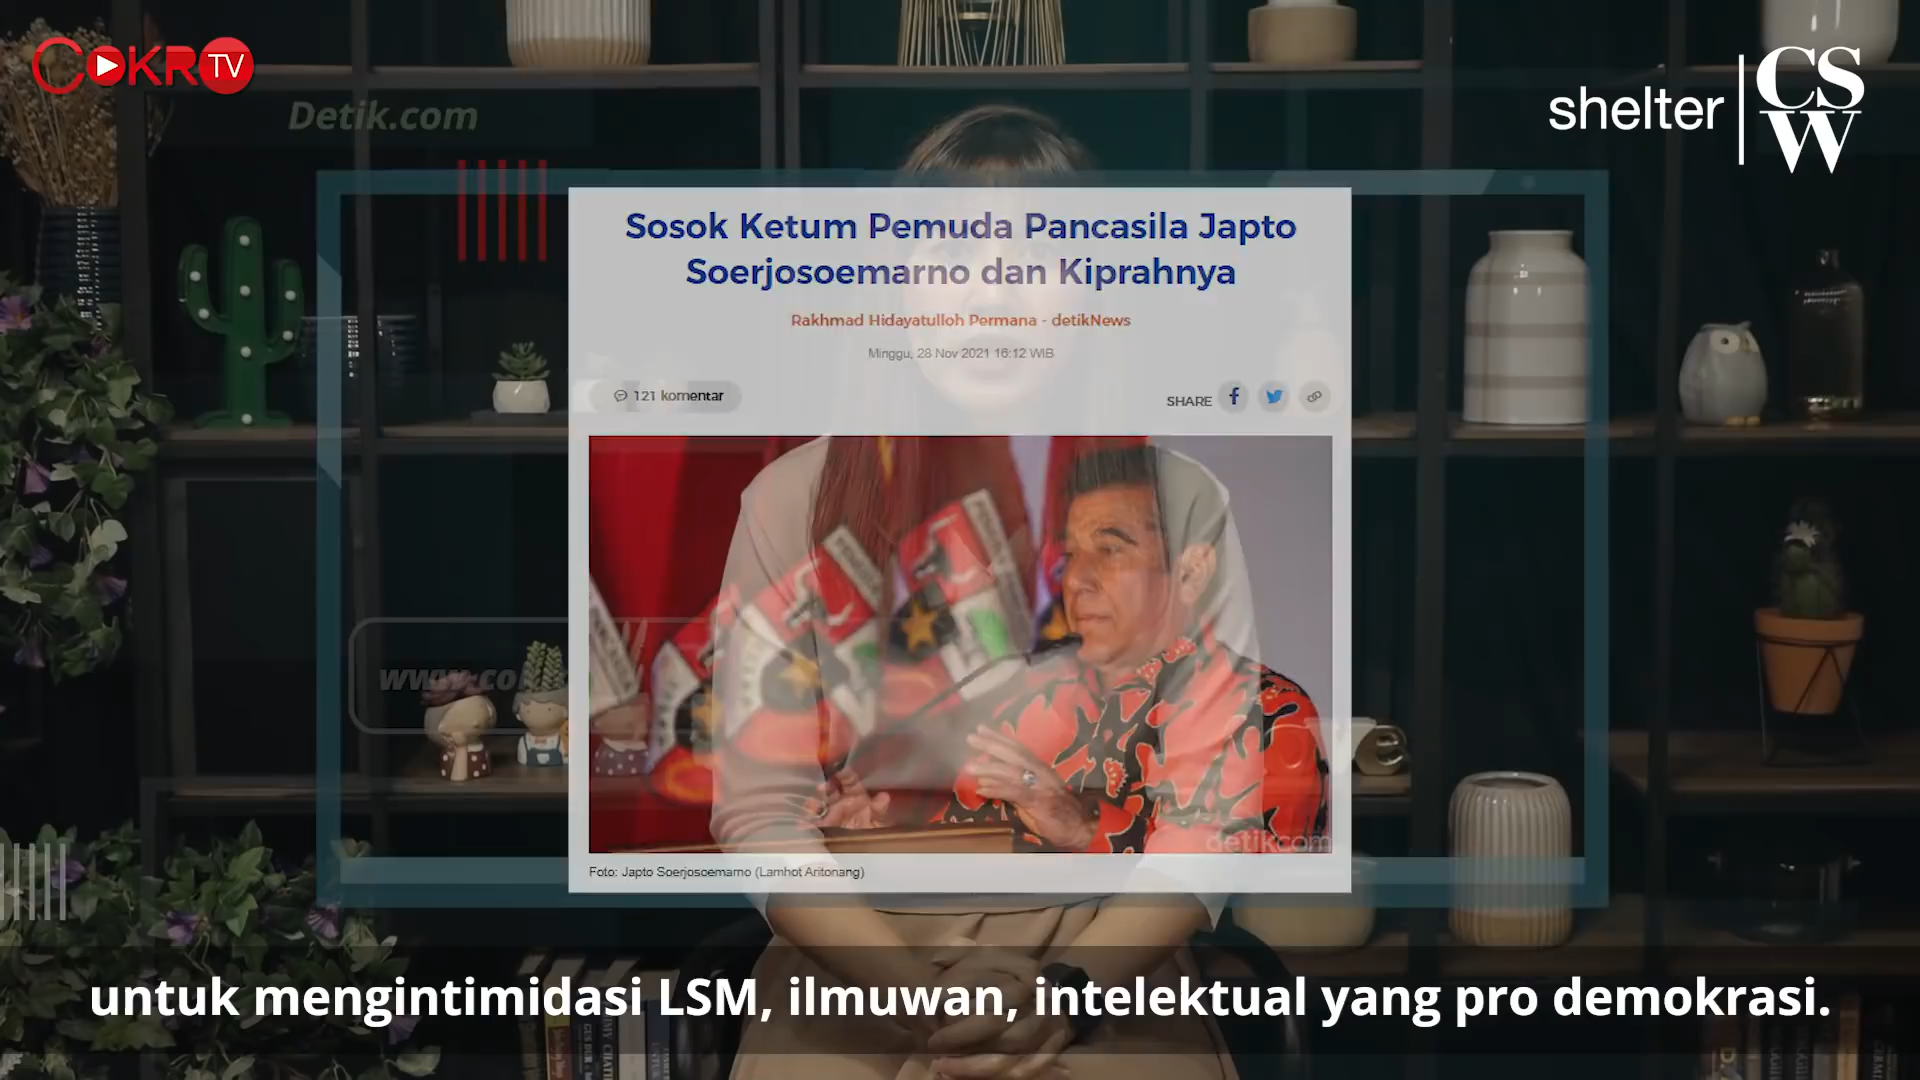 COKRO TV
Detik.com
shelter | CSW
Sosok Ketum Pemuda Pancasila Japto
Soerjosoemarno dan Kiprahnya
Rakhmad Hidayatulloh Permana - detikNews
Minggu, 28 Nov 2021 16:12 WIB
121 komentar
SHARE
www.co
detikcom
Foto: Japto Soerjosoemarno (Lamhot Aritonang)
untuk mengintimidasi LSM, ilmuwan, intelektual yang pro demokrasi.